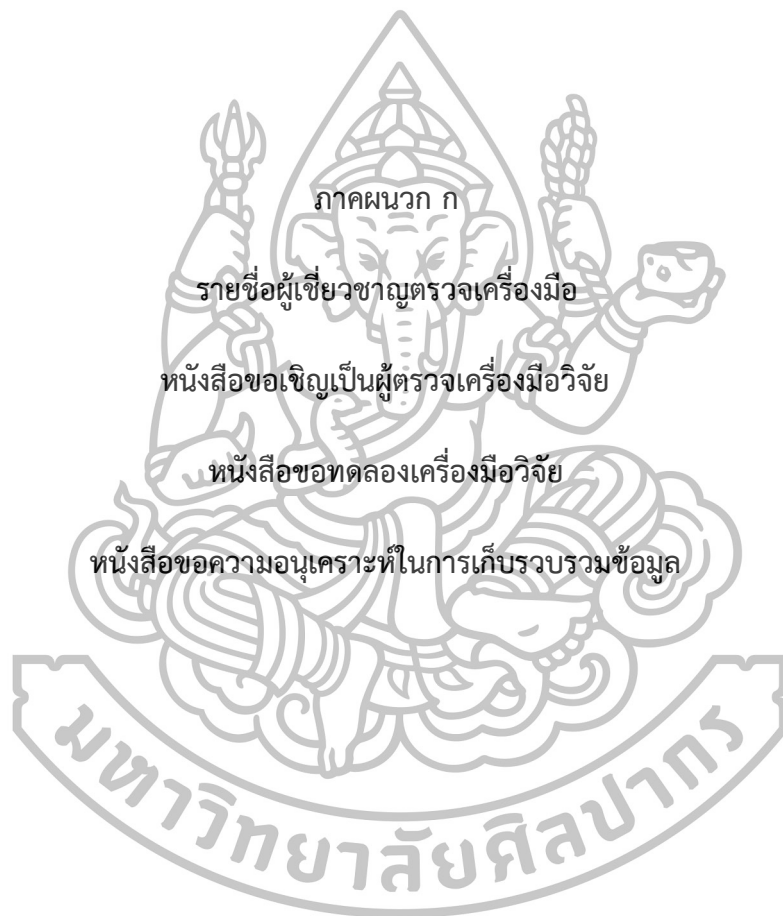 ภาคผนวก ก
รายชื่อผู้เชี่ยวชาญตรวจเครื่องมือ
หนังสือขอเชิญเป็นผู้ตรวจเครื่องมือวิจัย
หนังสือขอทดลองเครื่องมือวิจัย
หนังสือขอความอนุเคราะห์ในการเก็บรวบรวมข้อมูล
มหาวิทยาลัยศิลปากร